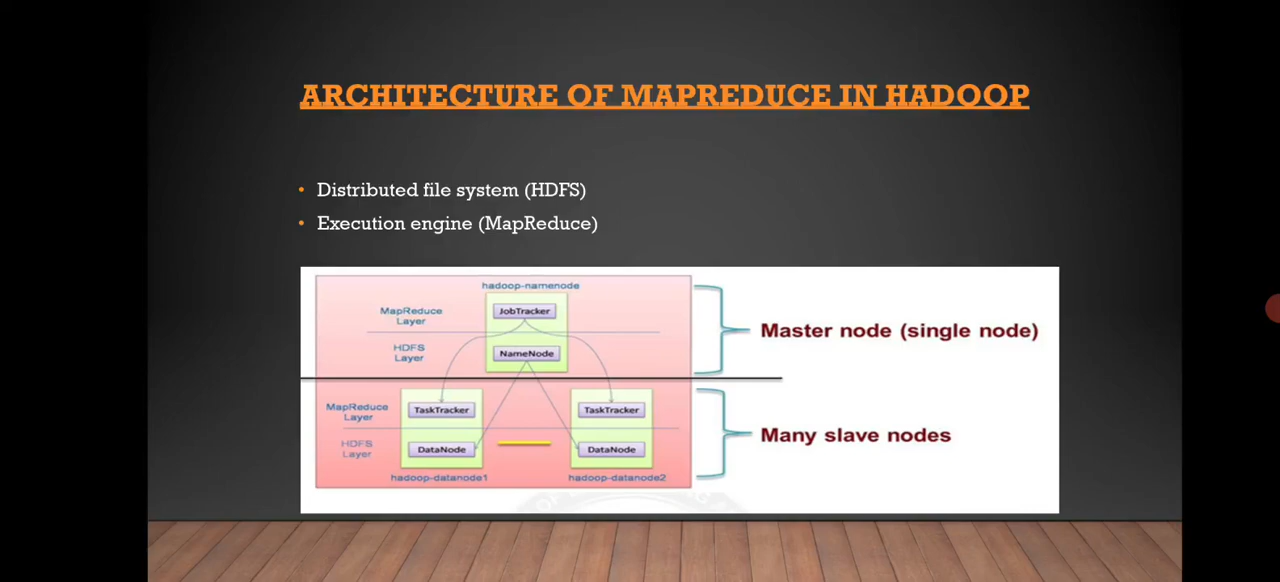 ARCHITECTURE OF MAPREDUCE IN HADOOP
• Distributed file system (HDFS)
• Execution engine (MapReduce)
hadoop-namenode
MapReduce
Layer
JobTracker
HDFS
Layer
NameNode
Master node (single node)
MapReduce
Layer
TaskTracker
TaskTracker
HDFS
Layer
DataNode
DataNode
Many slave nodes
hadoop-datanode1
hadoop-datanode2